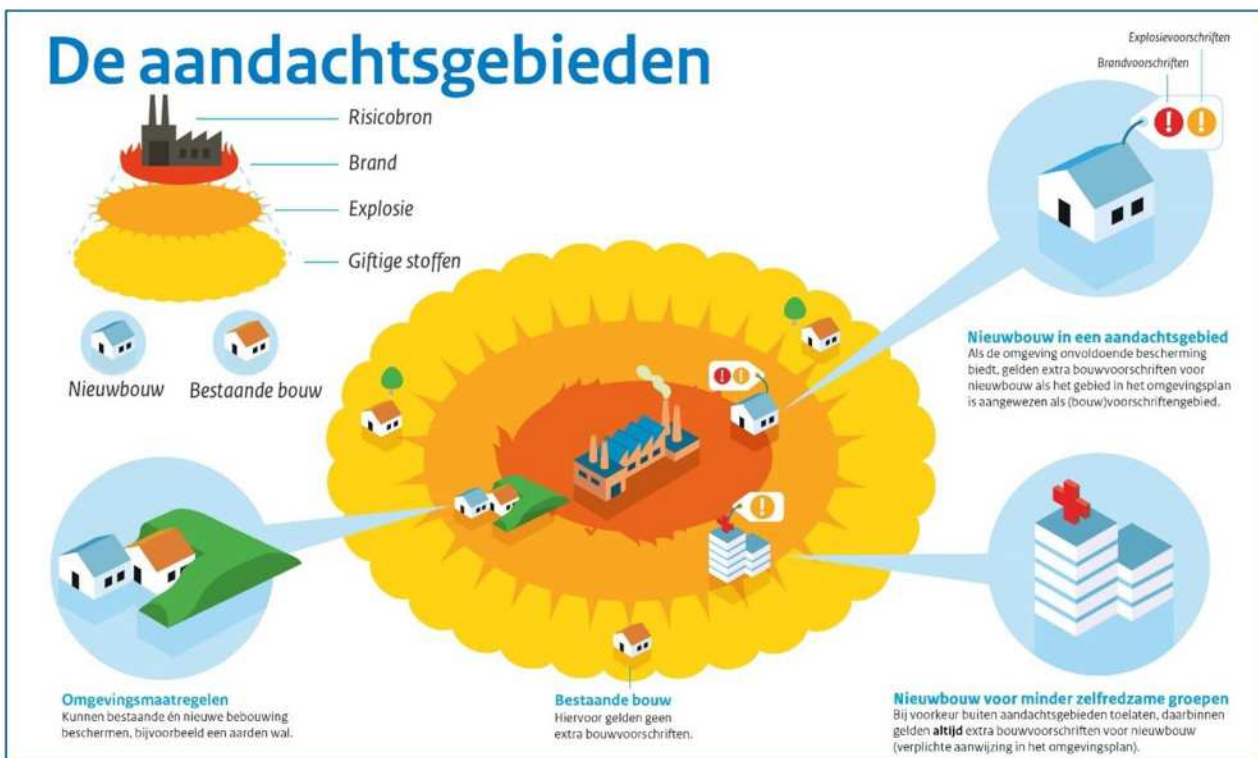 De aandachtsgebieden
Risicobron
Brand
Explosie
Giftige stoffen
Nieuwbouw
Bestaande bouw
Explosievoorschriften
Brandvoorschriften
Nieuwbouw in een aandachtsgebied
Als de omgeving onvoldoende bescherming
biedt, gelden extra bouwvoorschriften voor
nieuwbouw als het gebied in het omgevingsplan
is aangewezen als (bouw)voorschriftengebied.
Omgevingsmaatregelen
Kunnen bestaande én nieuwe bebouwing
beschermen, bijvoorbeeld een aarden wal.
Bestaande bouw
Hiervoor gelden geen
extra bouwvoorschriften.
Nieuwbouw voor minder zelfredzame groepen
Bij voorkeur buiten aandachtsgebieden toelaten, daarbinnen
gelden altijd extra bouwvoorschriften voor nieuwbouw
(verplichte aanwijzing in het omgevingsplan).